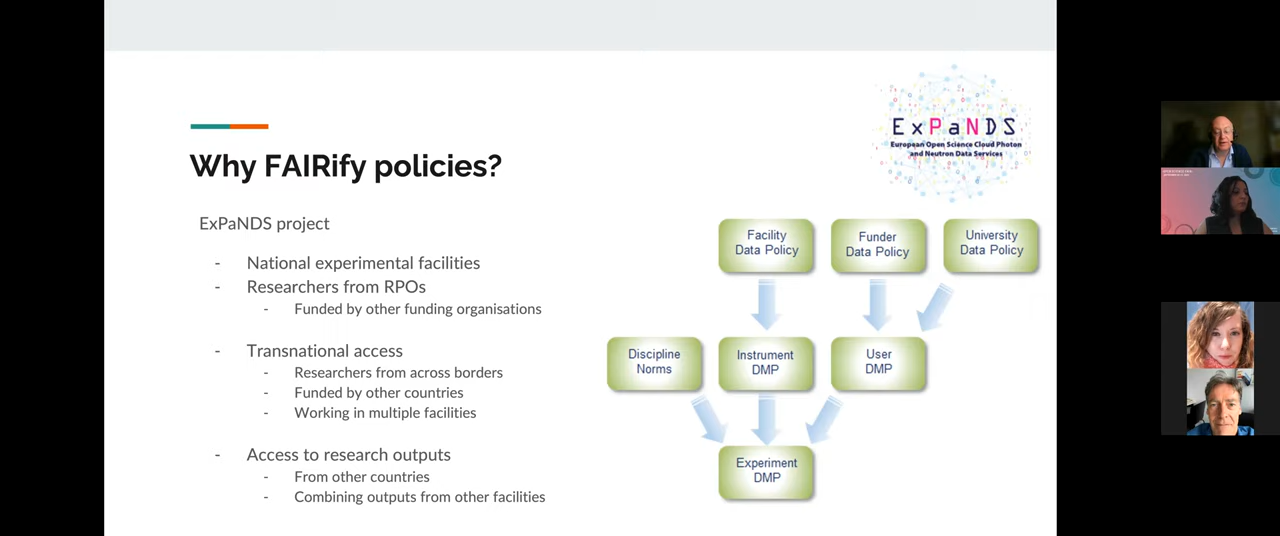 ExPaNDS
European Open Science Cloud Photon
and Neutron Data Services
Why FAIRify policies?
ExPaNDS project
- National experimental facilities
- Researchers from RPOs
- Funded by other funding organisations
- Transnational access
- Researchers from across borders
- Funded by other countries
- Working in multiple facilities
- Access to research outputs
- From other countries
- Combining outputs from other facilities
Facility
Data Policy
Funder
Data Policy
University
Data Policy
Discipline
Norms
Instrument
DMP
User
DMP
Experiment
DMP